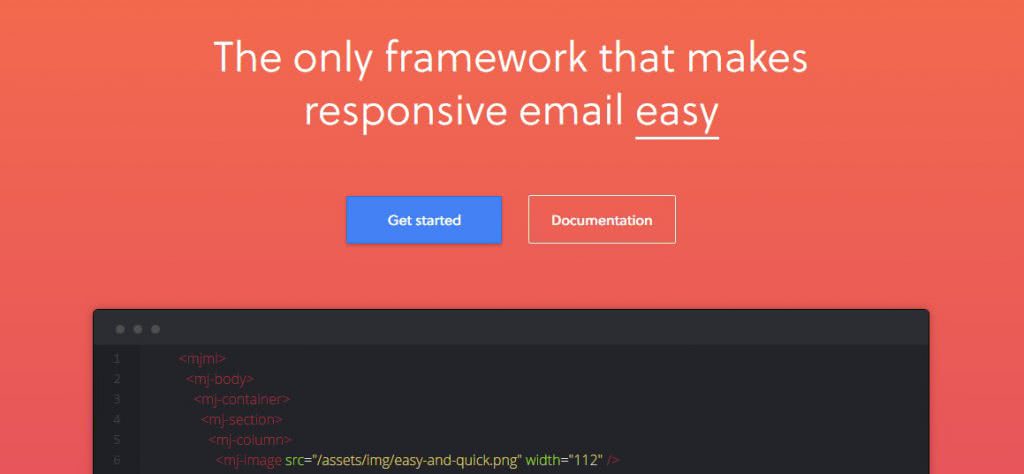 The only framework that makes
responsive email easy
Get started
Documentation
1 <mjml>
2 <mj-body>
3 <mj-container>
4 <mj-section>
5 <mj-column>
6 <mj-image src="/assets/img/easy-and-quick.png" width="112" />